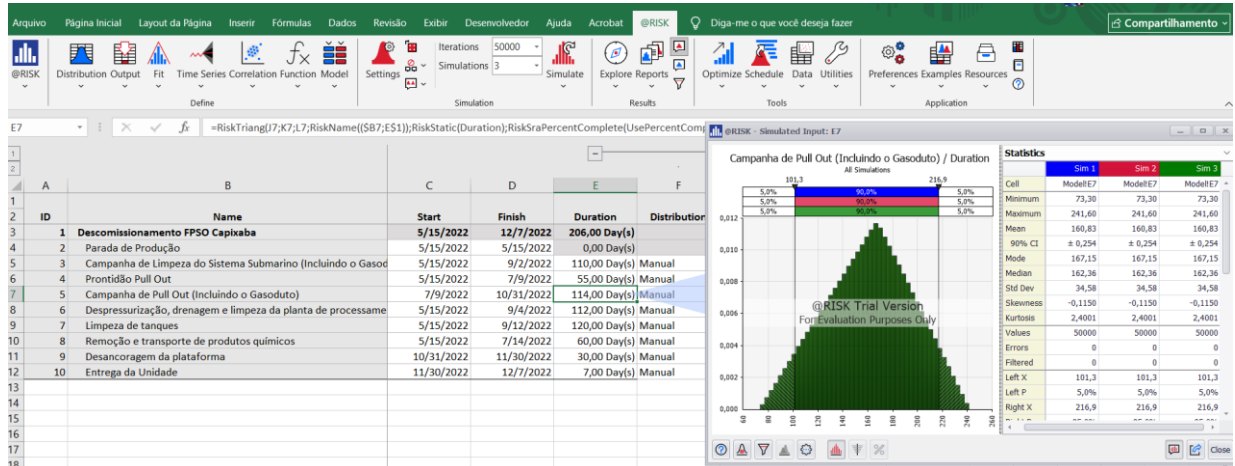 Arquivo Página Inicial Layout da Página Inserir Fórmulas Dados Revisão Exibir Desenvolvedor Ajuda Acrobat @RISK Diga-me o que você deseja fazer Compartilhamento
Iterations 50000
Simulations 3
@RISK Distribution Output Fit Time Series Correlation Function Model Settings Simulate Explore Reports Optimize Schedule Data Utilities Preferences Examples Resources
Define Simulation Results Tools Application
E7 fx =RiskTriang(J7;K7;L7;RiskName(($B7;E$1));RiskStatic(Duration);RiskSraPercentComplete(UsePercentComp
1
2
A B C D E F
1
2 ID Name Start Finish Duration Distribution
3 1 Descomissionamento FPSO Capixaba 5/15/2022 12/7/2022 206,00 Day(s)
4 2 Parada de Produção 5/15/2022 5/15/2022 0,00 Day(s)
5 3 Campanha de Limpeza do Sistema Submarino (Incluindo o Gasod 5/15/2022 9/2/2022 110,00 Day(s) Manual
6 4 Prontidão Pull Out 5/15/2022 7/9/2022 55,00 Day(s) Manual
7 5 Campanha de Pull Out (Incluindo o Gasoduto) 7/9/2022 10/31/2022 114,00 Day(s) Manual
8 6 Despressurização, drenagem e limpeza da planta de processame 5/15/2022 9/4/2022 112,00 Day(s) Manual
9 7 Limpeza de tanques 5/15/2022 9/12/2022 120,00 Day(s) Manual
10 8 Remoção e transporte de produtos químicos 5/15/2022 7/14/2022 60,00 Day(s) Manual
11 9 Desancoragem da plataforma 10/31/2022 11/30/2022 30,00 Day(s) Manual
12 10 Entrega da Unidade 11/30/2022 12/7/2022 7,00 Day(s) Manual
13
14
15
16
17
18
@RISK - Simulated Input: E7
Campanha de Pull Out (Incluindo o Gasoduto) / Duration
All Simulations
101,3 216,9
5,0% 90,0% 5,0%
5,0% 90,0% 5,0%
5,0% 90,0% 5,0%
0,012
0,010
0,008
0,006
0,004
0,002
0,000
@RISK Trial Version
For Evaluation Purposes Only
60 80 100 120 140 160 180 200 220 240 260
Statistics
Sim 1 Sim 2 Sim 3
Cell Model!E7 Model!E7 Model!E7
Minimum 73,30 73,30 73,30
Maximum 241,60 241,60 241,60
Mean 160,83 160,83 160,83
90% CI ± 0,254 ± 0,254 ± 0,254
Mode 167,15 167,15 167,15
Median 162,36 162,36 162,36
Std Dev 34,58 34,58 34,58
Skewness -0,1150 -0,1150 -0,1150
Kurtosis 2,4001 2,4001 2,4001
Values 50000 50000 50000
Errors 0 0 0
Filtered 0 0 0
Left X 101,3 101,3 101,3
Left P 5,0% 5,0% 5,0%
Right X 216,9 216,9 216,9
Close